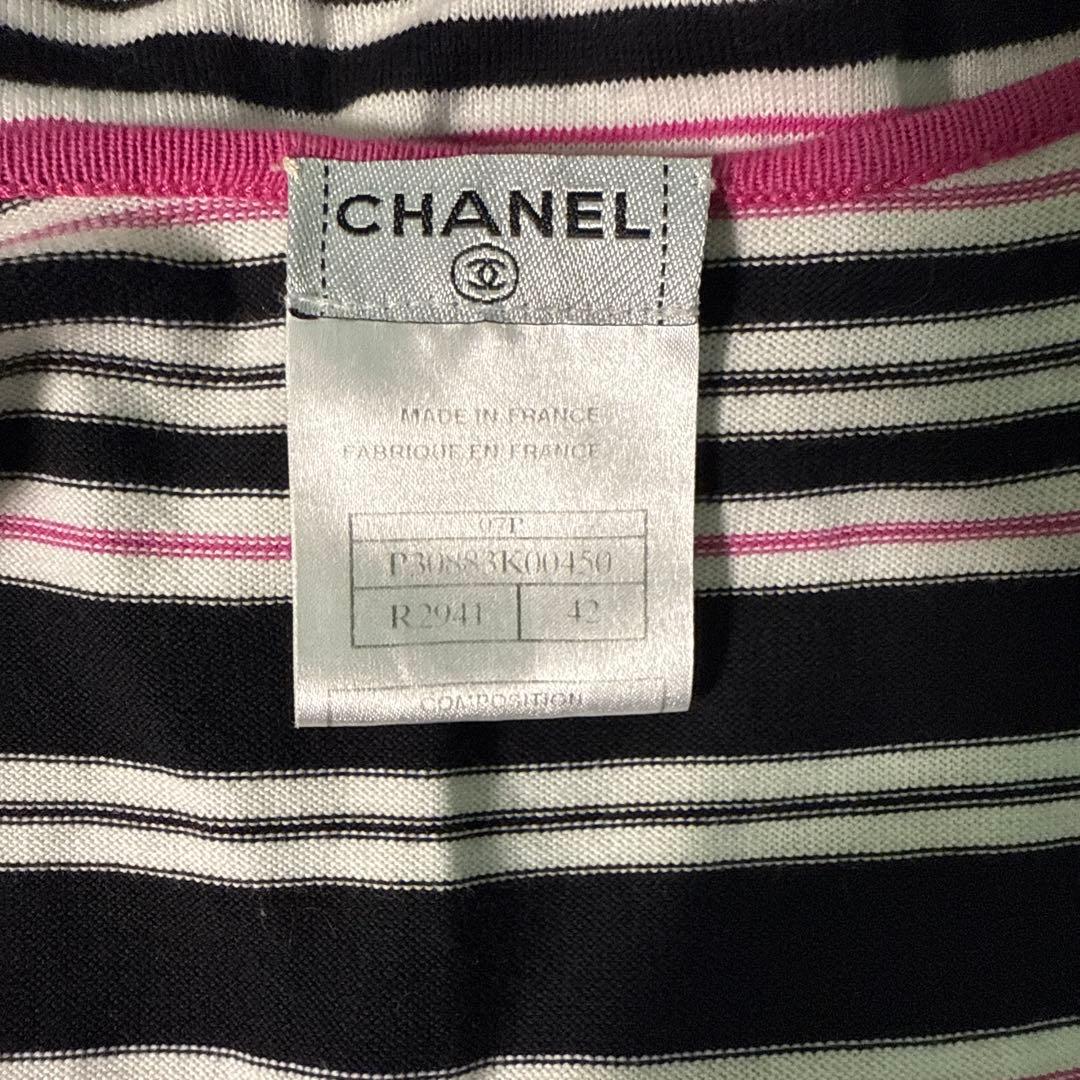 CHANEL
MADE IN FRANCE
FABRIQUE EN FRANCE
07P
P30883K00450
R2941 42
COMPOSITION